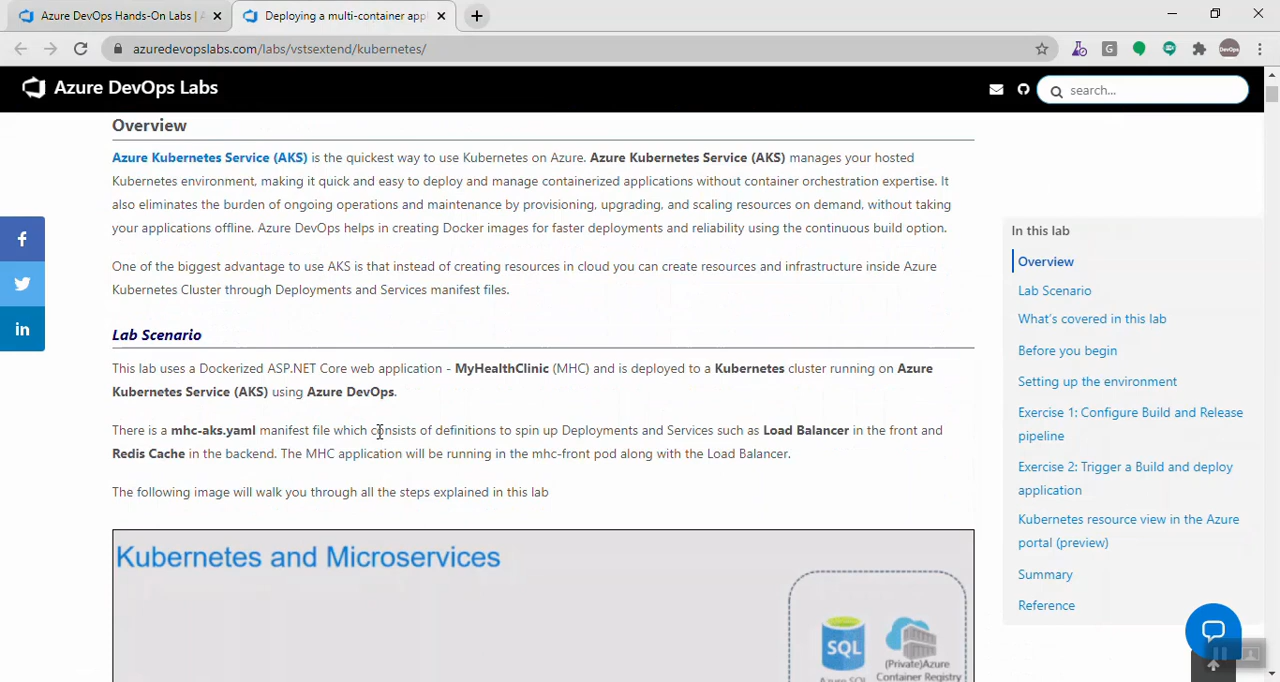 Azure DevOps Hands-On Labs | A
Deploying a multi-container app
azuredevopslabs.com/labs/vstsextend/kubernetes/
Azure DevOps Labs
search...
Overview
Azure Kubernetes Service (AKS) is the quickest way to use Kubernetes on Azure. Azure Kubernetes Service (AKS) manages your hosted
Kubernetes environment, making it quick and easy to deploy and manage containerized applications without container orchestration expertise. It
also eliminates the burden of ongoing operations and maintenance by provisioning, upgrading, and scaling resources on demand, without taking
your applications offline. Azure DevOps helps in creating Docker images for faster deployments and reliability using the continuous build option.
One of the biggest advantage to use AKS is that instead of creating resources in cloud you can create resources and infrastructure inside Azure
Kubernetes Cluster through Deployments and Services manifest files.
Lab Scenario
This lab uses a Dockerized ASP.NET Core web application - MyHealthClinic (MHC) and is deployed to a Kubernetes cluster running on Azure
Kubernetes Service (AKS) using Azure DevOps.
There is a mhc-aks.yaml manifest file which consists of definitions to spin up Deployments and Services such as Load Balancer in the front and
Redis Cache in the backend. The MHC application will be running in the mhc-front pod along with the Load Balancer.
The following image will walk you through all the steps explained in this lab
Kubernetes and Microservices
SQL
Azure SQL
(Private)Azure
Container Registry
In this lab
Overview
Lab Scenario
What's covered in this lab
Before you begin
Setting up the environment
Exercise 1: Configure Build and Release
pipeline
Exercise 2: Trigger a Build and deploy
application
Kubernetes resource view in the Azure
portal (preview)
Summary
Reference